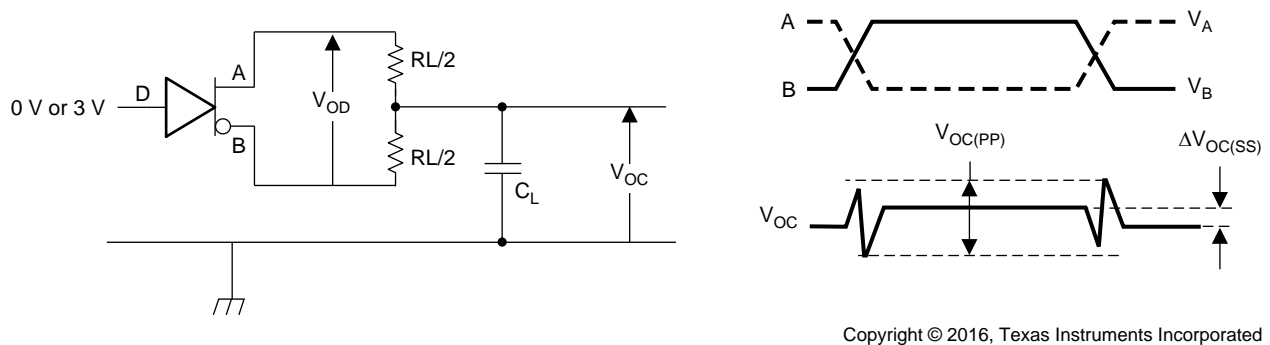 0 V or 3 V
D
A
B
V_OD
RL/2
RL/2
C_L
V_OC
A
B
V_A
V_B
V_OC(PP)
ΔV_OC(SS)
V_OC
Copyright © 2016, Texas Instruments Incorporated